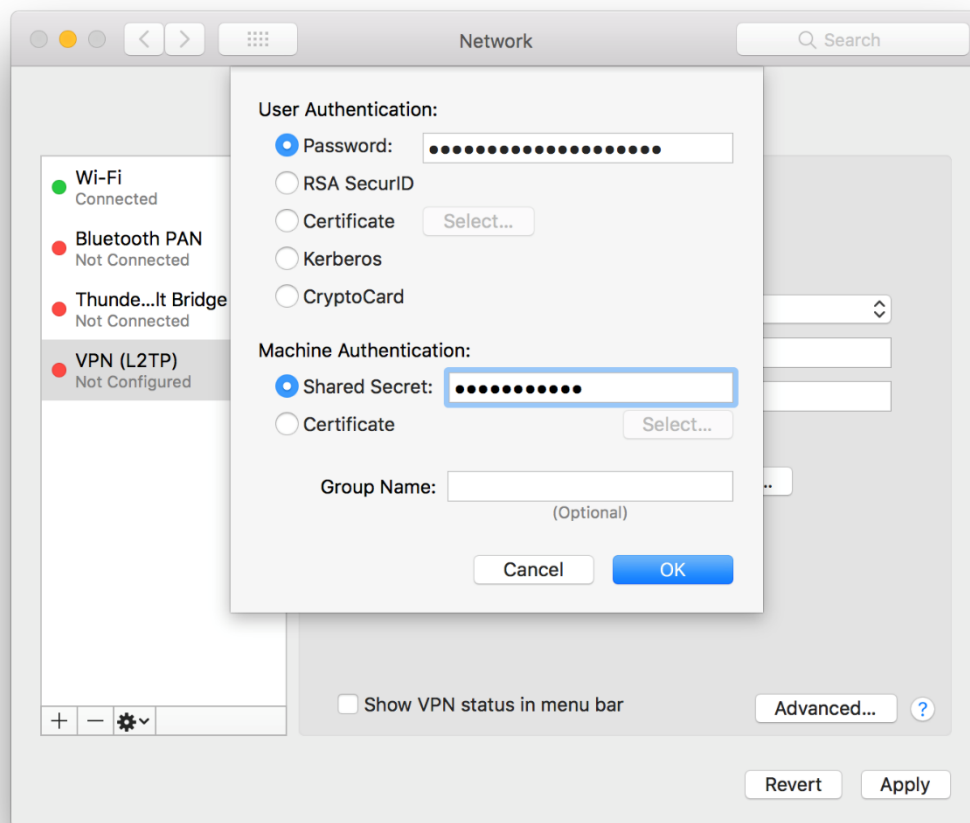 Network
Search
User Authentication:
Password: ••••••••••••••••••••
RSA SecurID
Certificate Select...
Kerberos
CryptoCard
Machine Authentication:
Shared Secret: •••••••••••
Certificate Select...
Group Name:
(Optional)
Cancel OK
Wi-Fi
Connected
Bluetooth PAN
Not Connected
Thunde...lt Bridge
Not Connected
VPN (L2TP)
Not Configured
..
Show VPN status in menu bar
Advanced... ?
Revert Apply